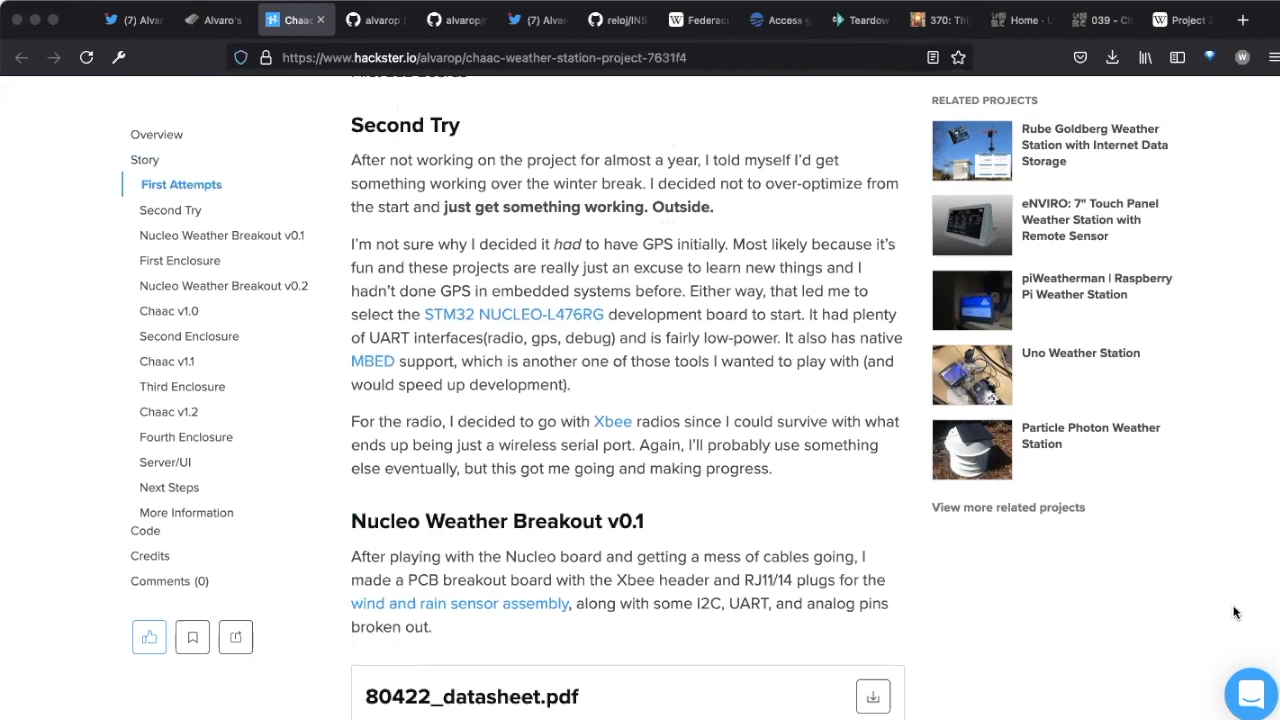 (7) Alvar
Alvaro's
Chaac
alvarop
alvarop/r
(7) Alvar
reloj/INS
Federaci
Access g
Teardow
370: Thi
Home - U
039 - Ch
Project 2
https://www.hackster.io/alvarop/chaac-weather-station-project-7631f4
Overview
Story
First Attempts
Second Try
Nucleo Weather Breakout v0.1
First Enclosure
Nucleo Weather Breakout v0.2
Chaac v1.0
Second Enclosure
Chaac v1.1
Third Enclosure
Chaac v1.2
Fourth Enclosure
Server/UI
Next Steps
More Information
Code
Credits
Comments (0)
Second Try
After not working on the project for almost a year, I told myself I'd get
something working over the winter break. I decided not to over-optimize from
the start and just get something working. Outside.
I'm not sure why I decided it had to have GPS initially. Most likely because it's
fun and these projects are really just an excuse to learn new things and I
hadn't done GPS in embedded systems before. Either way, that led me to
select the STM32 NUCLEO-L476RG development board to start. It had plenty
of UART interfaces(radio, gps, debug) and is fairly low-power. It also has native
MBED support, which is another one of those tools I wanted to play with (and
would speed up development).
For the radio, I decided to go with Xbee radios since I could survive with what
ends up being just a wireless serial port. Again, I'll probably use something
else eventually, but this got me going and making progress.
Nucleo Weather Breakout v0.1
After playing with the Nucleo board and getting a mess of cables going, I
made a PCB breakout board with the Xbee header and RJ11/14 plugs for the
wind and rain sensor assembly, along with some I2C, UART, and analog pins
broken out.
80422_datasheet.pdf
RELATED PROJECTS
Rube Goldberg Weather
Station with Internet Data
Storage
eNVIRO: 7" Touch Panel
Weather Station with
Remote Sensor
piWeatherman | Raspberry
Pi Weather Station
Uno Weather Station
Particle Photon Weather
Station
View more related projects